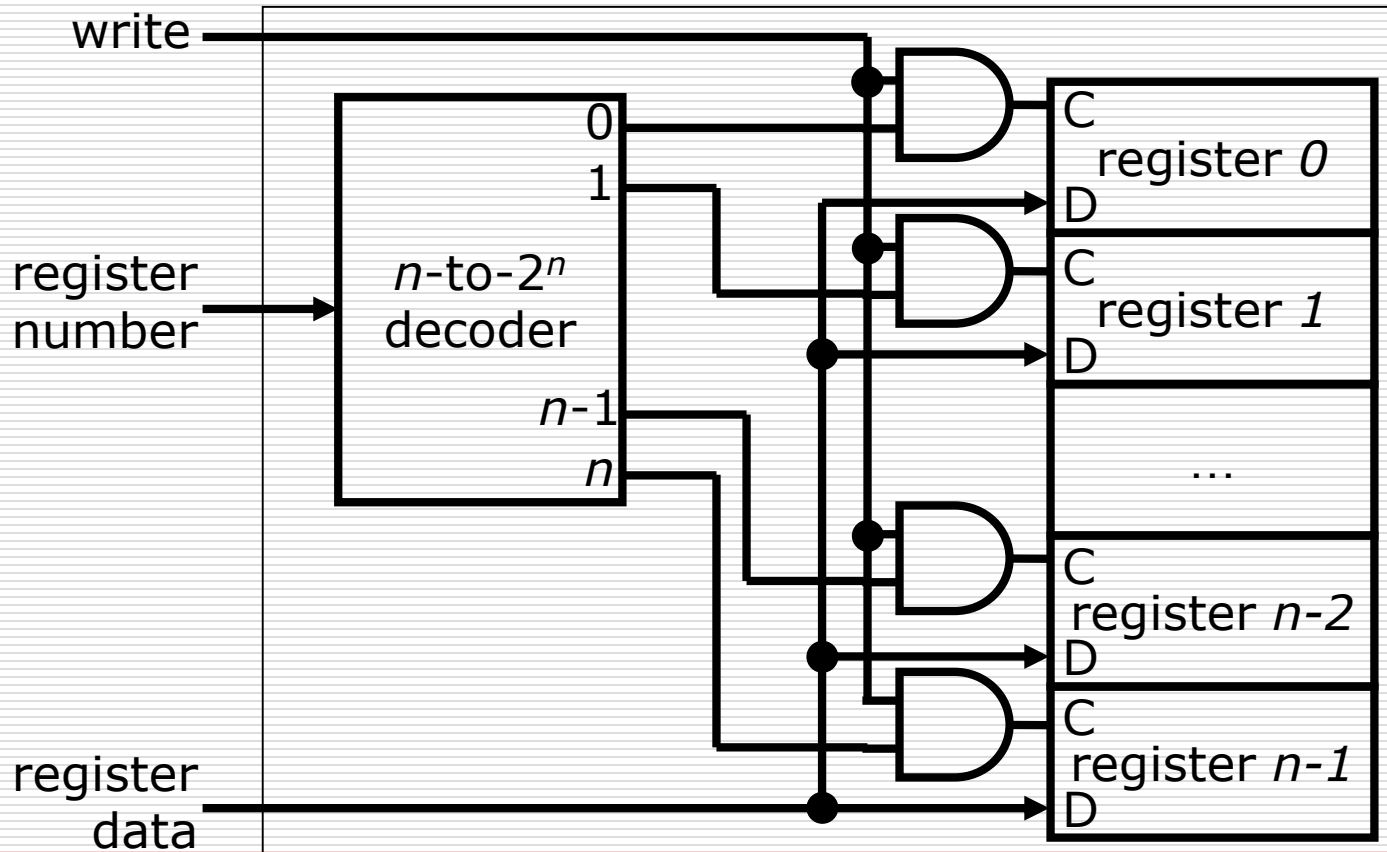 write
0
1
register
number
n-to-2ⁿ
decoder
n-1
n
register
data
C
register 0
D
C
register 1
D
...
C
register n-2
D
C
register n-1
D